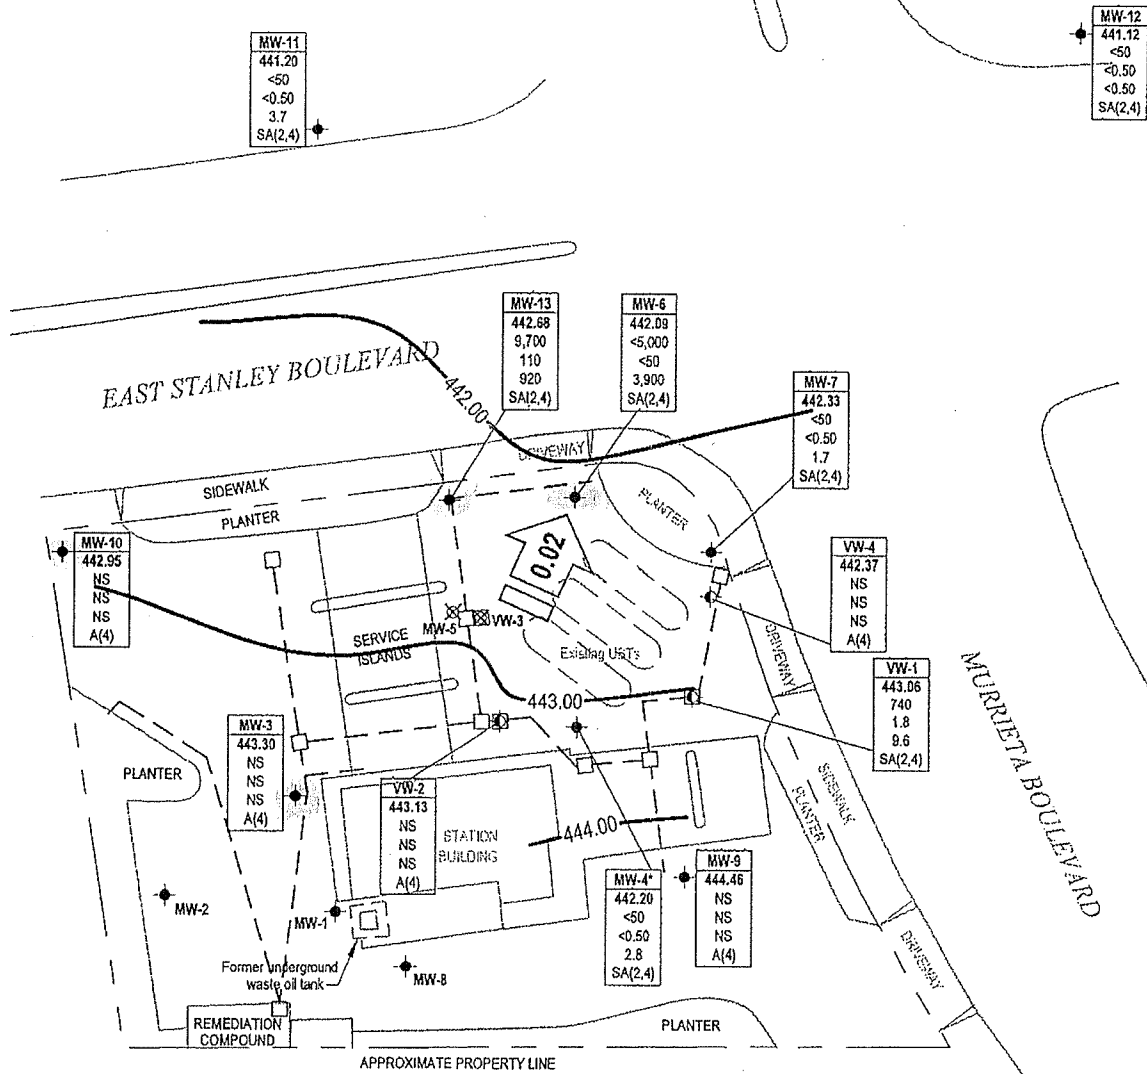 MW-12
441.12
<50
<0.50
<0.50
SA(2,4)
MW-11
441.20
<50
<0.50
3.7
SA(2,4)
MW-13
442.68
9,700
110
920
SA(2,4)
MW-6
442.09
<5,000
<50
3,900
SA(2,4)
EAST STANLEY BOULEVARD
442.00
MW-7
442.33
<50
<0.50
1.7
SA(2,4)
DRIVEWAY
SIDEWALK
PLANTER
PLANTER
MW-10
442.95
NS
NS
NS
A(4)
0.02
VW-4
442.37
NS
NS
NS
A(4)
MW-5
VW-3
SERVICE
ISLANDS
Existing USTs
DRIVEWAY
443.00
VW-1
443.06
740
1.8
9.6
SA(2,4)
MURRIETA BOULEVARD
MW-3
443.30
NS
NS
NS
A(4)
PLANTER
VW-2
443.13
NS
NS
NS
A(4)
STATION
BUILDING
444.00
SIDEWALK
PLANTER
MW-4*
442.20
<50
<0.50
2.8
SA(2,4)
MW-9
444.46
NS
NS
NS
A(4)
MW-2
MW-1
Former underground
waste oil tank
MW-8
DRIVEWAY
REMEDIATION
COMPOUND
PLANTER
APPROXIMATE PROPERTY LINE